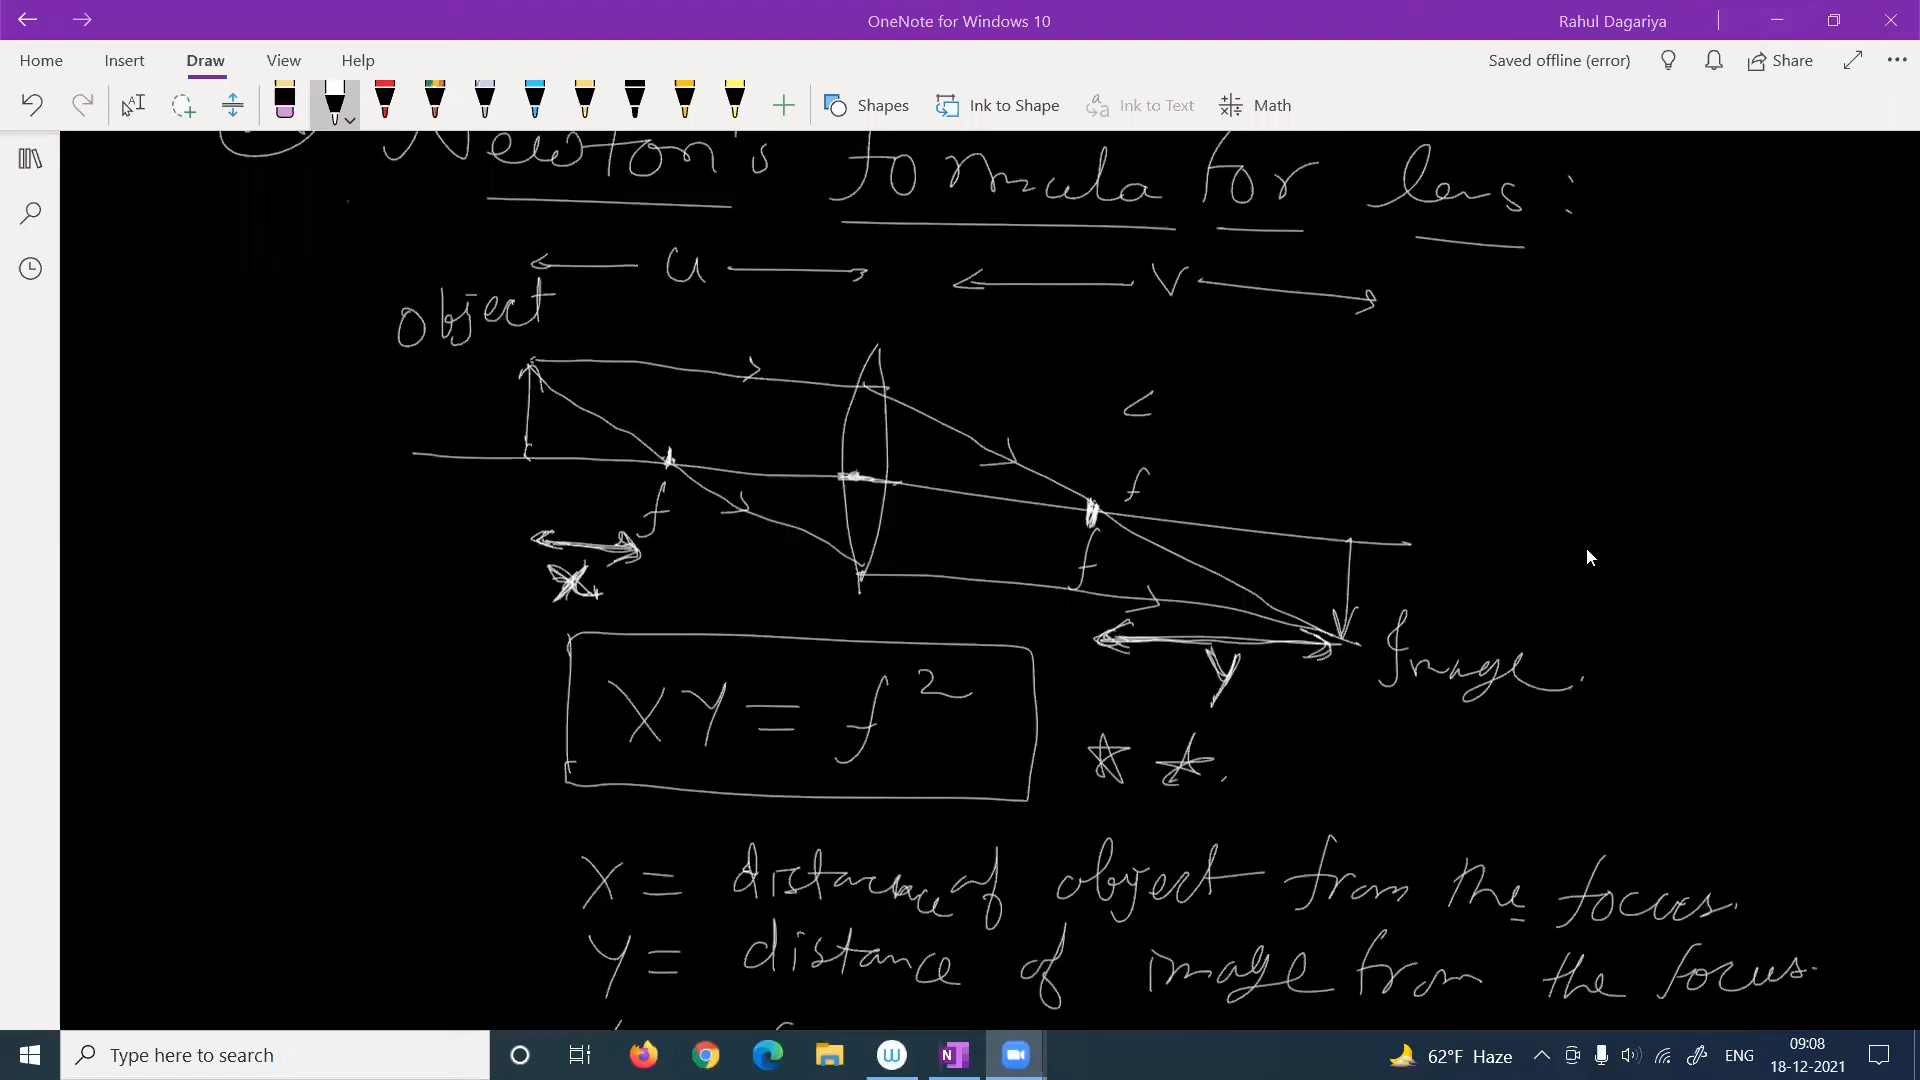 OneNote for Windows 10
Rahul Dagariya
Home Insert Draw View Help
Saved offline (error) Share
Shapes Ink to Shape Ink to Text Math
Newton's formula for lens :
u v
object
f
f
f
x
y
Image.
XY = f²
X = distance of object from the focus.
Y = distance of image from the focus.
Type here to search
62°F Haze ENG 09:08
18-12-2021